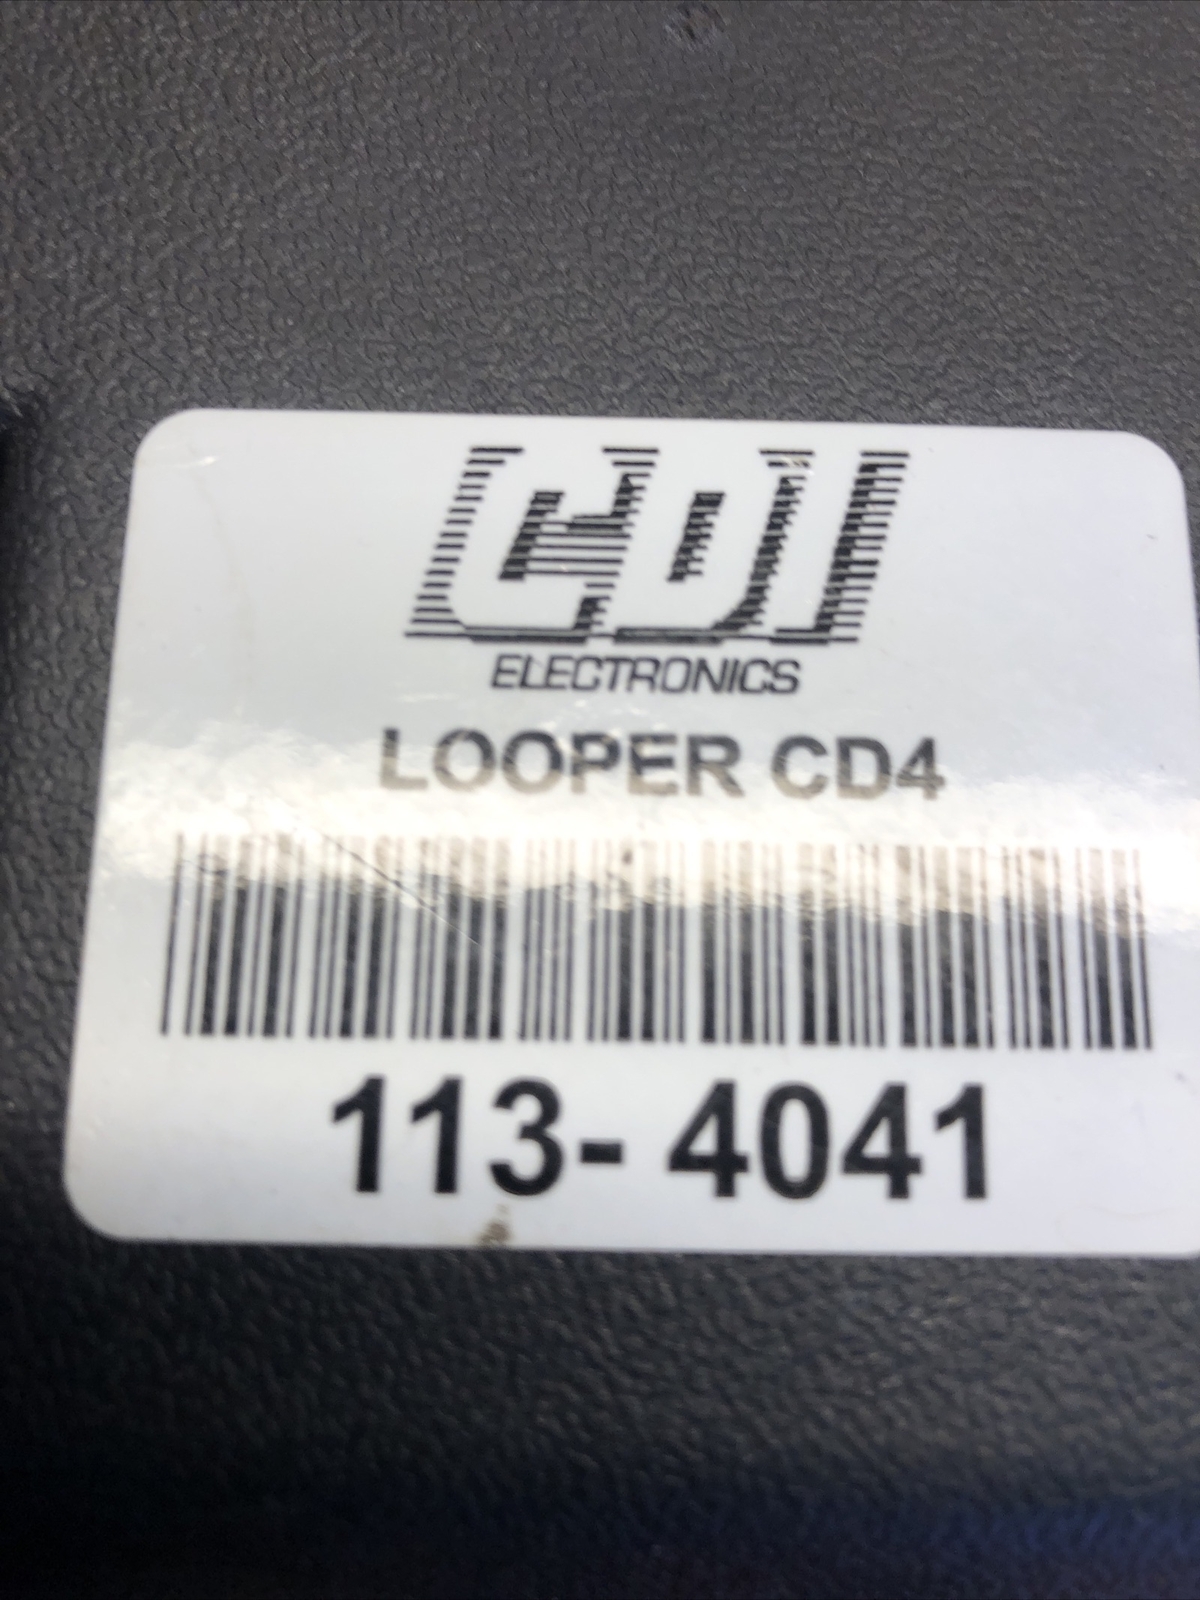 CDI
ELECTRONICS
LOOPER CD4
113- 4041